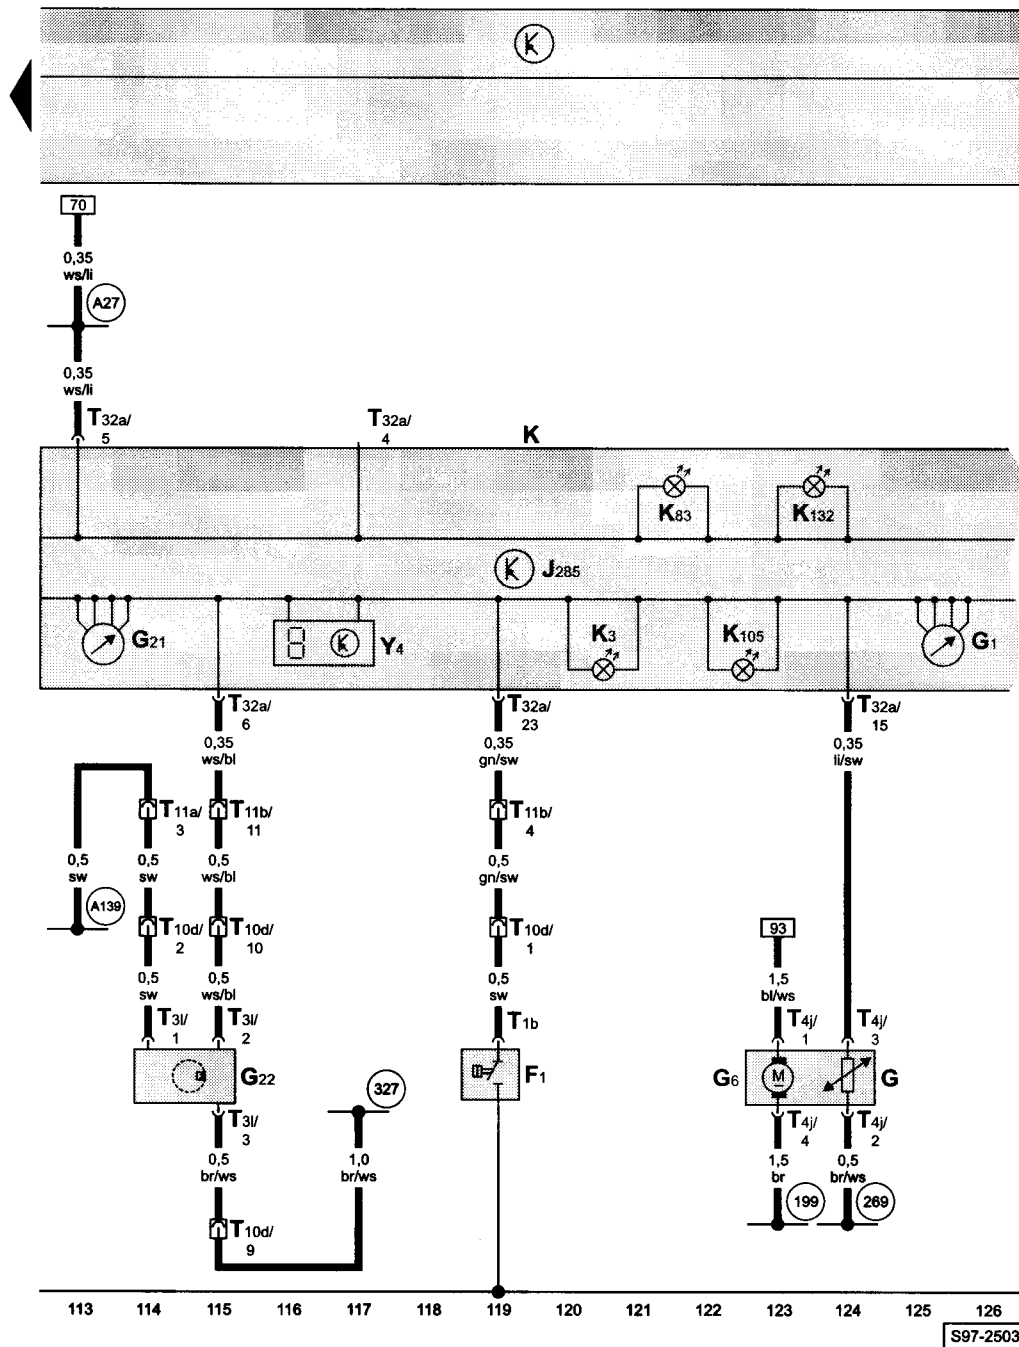 70
0,35
ws/li
A27
0,35
ws/li
T32a/
5
T32a/
4
K
K83
K132
J285
G21
Y4
K3
K105
G1
T32a/
6
T32a/
23
T32a/
15
0,35
ws/bl
0,35
gn/sw
0,35
li/sw
T11a/
3
T11b/
11
T11b/
4
0,5
sw
0,5
sw
0,5
ws/bl
0,5
gn/sw
A139
T10d/
2
T10d/
10
T10d/
1
93
0,5
sw
0,5
ws/bl
0,5
sw
1,5
bl/ws
T3l/
1
T3l/
2
T1b
T4j/
1
T4j/
3
G22
F1
G6
M
G
327
T3l/
3
T4j/
4
T4j/
2
0,5
br/ws
1,0
br/ws
1,5
br
0,5
br/ws
199
269
T10d/
9
113 114 115 116 117 118 119 120 121 122 123 124 125 126
S97-2503